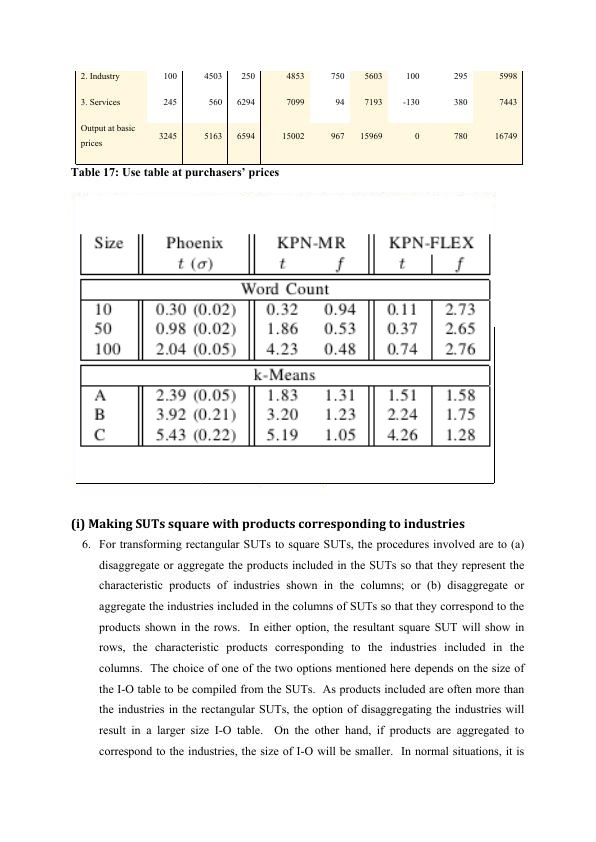 2. Industry 100 4503 250 4853 750 5603 100 295 5998
3. Services 245 560 6294 7099 94 7193 -130 380 7443
Output at basic
prices 3245 5163 6594 15002 967 15969 0 780 16749
Table 17: Use table at purchasers’ prices
Size Phoenix KPN-MR KPN-FLEX
t (σ) t f t f
Word Count
10 0.30 (0.02) 0.32 0.94 0.11 2.73
50 0.98 (0.02) 1.86 0.53 0.37 2.65
100 2.04 (0.05) 4.23 0.48 0.74 2.76
k-Means
A 2.39 (0.05) 1.83 1.31 1.51 1.58
B 3.92 (0.21) 3.20 1.23 2.24 1.75
C 5.43 (0.22) 5.19 1.05 4.26 1.28
(i) Making SUTs square with products corresponding to industries
6. For transforming rectangular SUTs to square SUTs, the procedures involved are to (a)
disaggregate or aggregate the products included in the SUTs so that they represent the
characteristic products of industries shown in the columns; or (b) disaggregate or
aggregate the industries included in the columns of SUTs so that they correspond to the
products shown in the rows. In either option, the resultant square SUT will show in
rows, the characteristic products corresponding to the industries included in the
columns. The choice of one of the two options mentioned here depends on the size of
the I-O table to be compiled from the SUTs. As products included are often more than
the industries in the rectangular SUTs, the option of disaggregating the industries will
result in a larger size I-O table. On the other hand, if products are aggregated to
correspond to the industries, the size of I-O will be smaller. In normal situations, it is